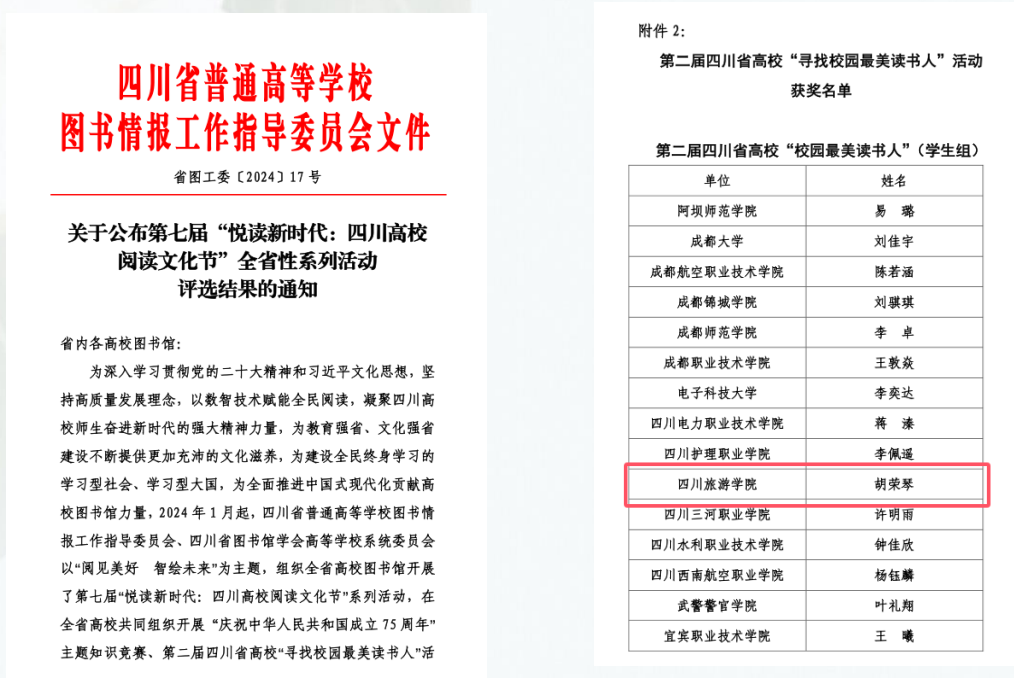 四川省普通高等学校
图书情报工作指导委员会文件
省图工委〔2024〕17 号
关于公布第七届“悦读新时代：四川高校
阅读文化节”全省性系列活动
评选结果的通知
省内各高校图书馆：
为深入学习贯彻党的二十大精神和习近平文化思想，坚
持高质量发展理念，以数智技术赋能全民阅读，凝聚四川高
校师生奋进新时代的强大精神力量，为教育强省、文化强省
建设不断提供更加充沛的文化滋养，为建设全民终身学习的
学习型社会、学习型大国，为全面推进中国式现代化贡献高
校图书馆力量，2024 年 1 月起，四川省普通高等学校图书情
报工作指导委员会、四川省图书馆学会高等学校系统委员会
以“阅见美好　智绘未来”为主题，组织全省高校图书馆开展
了第七届“悦读新时代：四川高校阅读文化节”系列活动，在
全省高校共同组织开展“庆祝中华人民共和国成立 75 周年”
主题知识竞赛、第二届四川省高校“寻找校园最美读书人”活
附件 2：
第二届四川省高校“寻找校园最美读书人”活动
获奖名单
第二届四川省高校“校园最美读书人”（学生组）
单位 姓名
阿坝师范学院 易　璐
成都大学 刘佳宇
成都航空职业技术学院 陈若涵
成都锦城学院 刘骐琪
成都师范学院 李　卓
成都职业技术学院 王敦焱
电子科技大学 李奕达
四川电力职业技术学院 蒋　溱
四川护理职业学院 李佩遥
四川旅游学院 胡荣琴
四川三河职业学院 许明雨
四川水利职业技术学院 钟佳欣
四川西南航空职业学院 杨钰麟
武警警官学院 叶礼翔
宜宾职业技术学院 王　曦